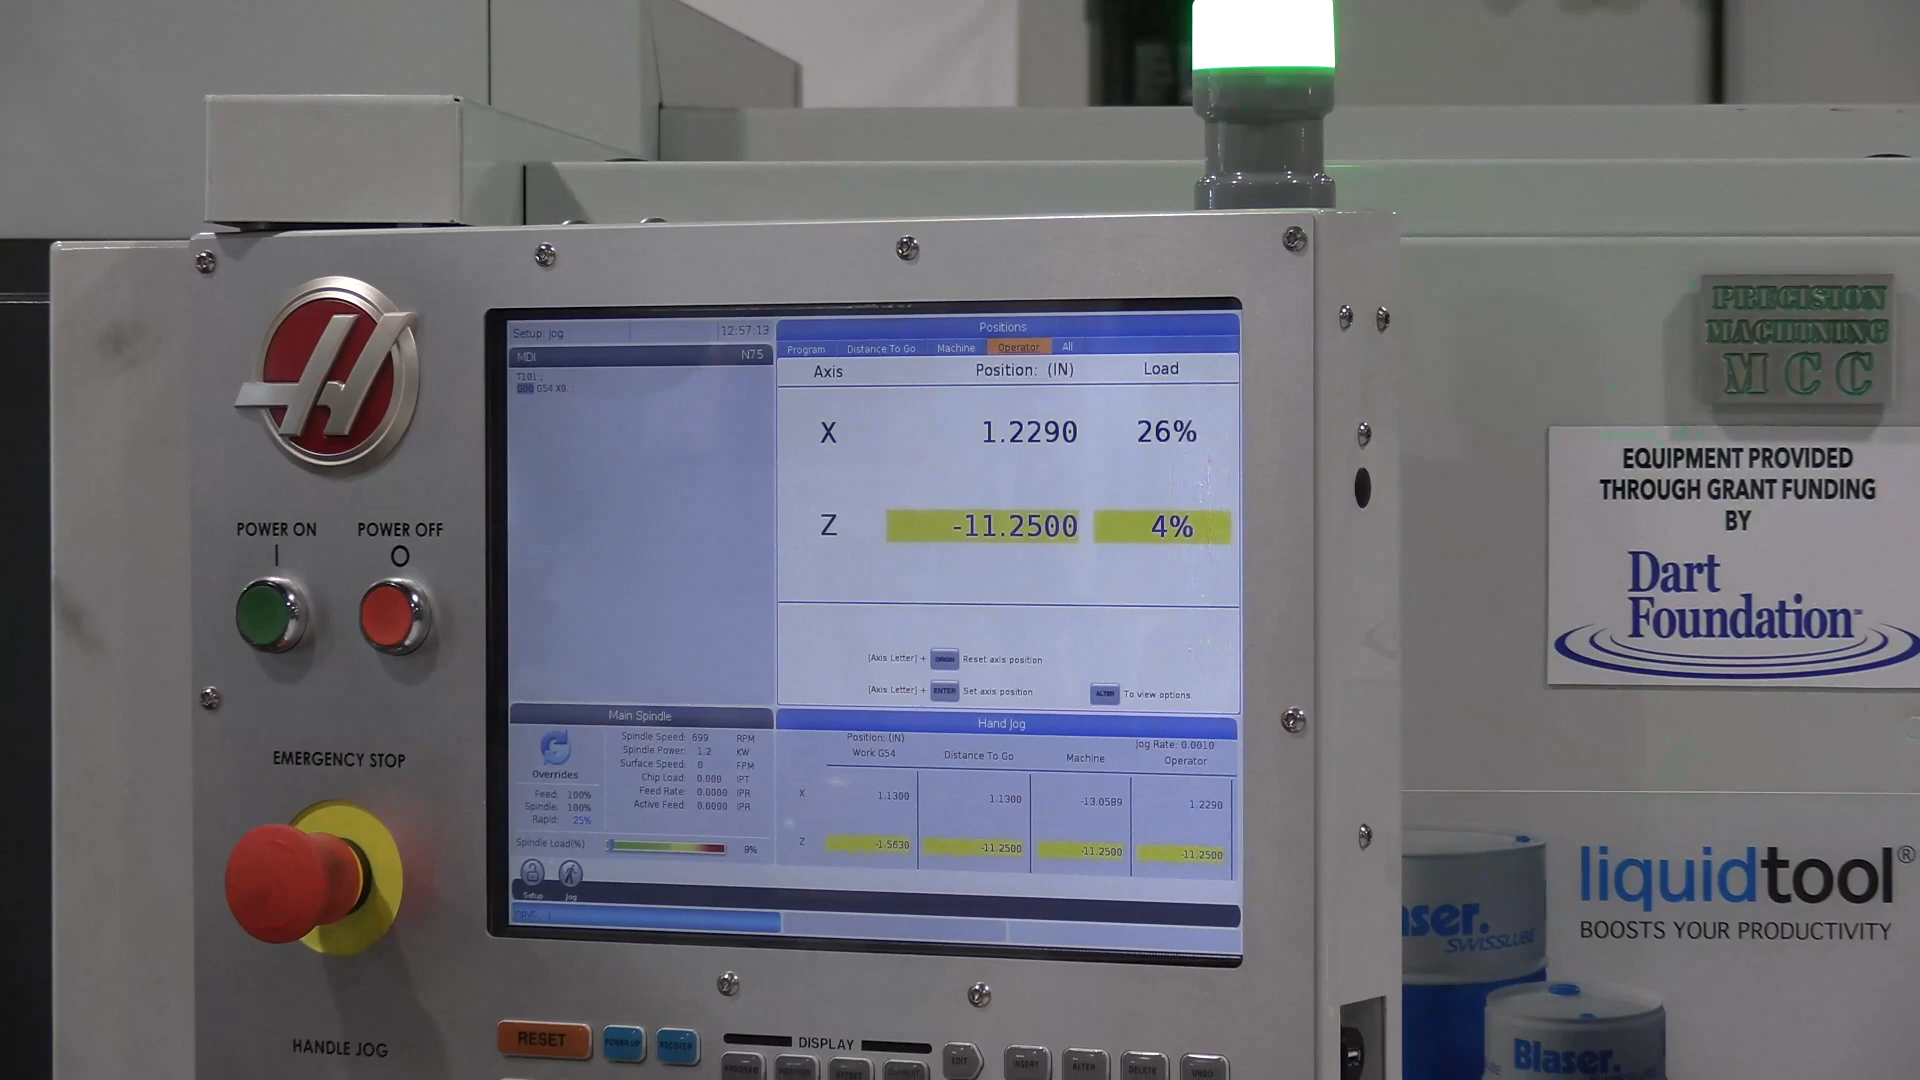 Setup: Jog
12:57:13
MDI
N75
T101 ;
G00 G54 X0. ;
Positions
Program
Distance To Go
Machine
Operator
All
Axis
Position: (IN)
Load
X
1.2290
26%
Z
-11.2500
4%
[Axis Letter] + ORIGIN Reset axis position
[Axis Letter] + ENTER Set axis position
ALTER To view options
Main Spindle
Overrides
Feed: 100%
Spindle: 100%
Rapid: 25%
Spindle Speed: 699 RPM
Spindle Power: 1.2 KW
Surface Speed: 0 FPM
Chip Load: 0.000 IPT
Feed Rate: 0.0000 IPR
Active Feed: 0.0000 IPR
Spindle Load(%)
9%
Setup
Jog
Input:
Hand Jog
Position: (IN)
Jog Rate: 0.0010
Work G54
Distance To Go
Machine
Operator
X 1.1300 1.1300 -13.0589 1.2290
Z -1.5630 -11.2500 -11.2500 -11.2500
POWER ON
POWER OFF
I
O
EMERGENCY STOP
HANDLE JOG
RESET
POWER UP
RECOVER
DISPLAY
PROGRAM
POSITION
OFFSET
CURRENT
EDIT
INSERT
ALTER
DELETE
UNDO
PRECISION
MACHINING
MCC
EQUIPMENT PROVIDED
THROUGH GRANT FUNDING
BY
Dart
Foundation™
liquidtool®
BOOSTS YOUR PRODUCTIVITY
aser.
SWISSLUBE
Blaser.